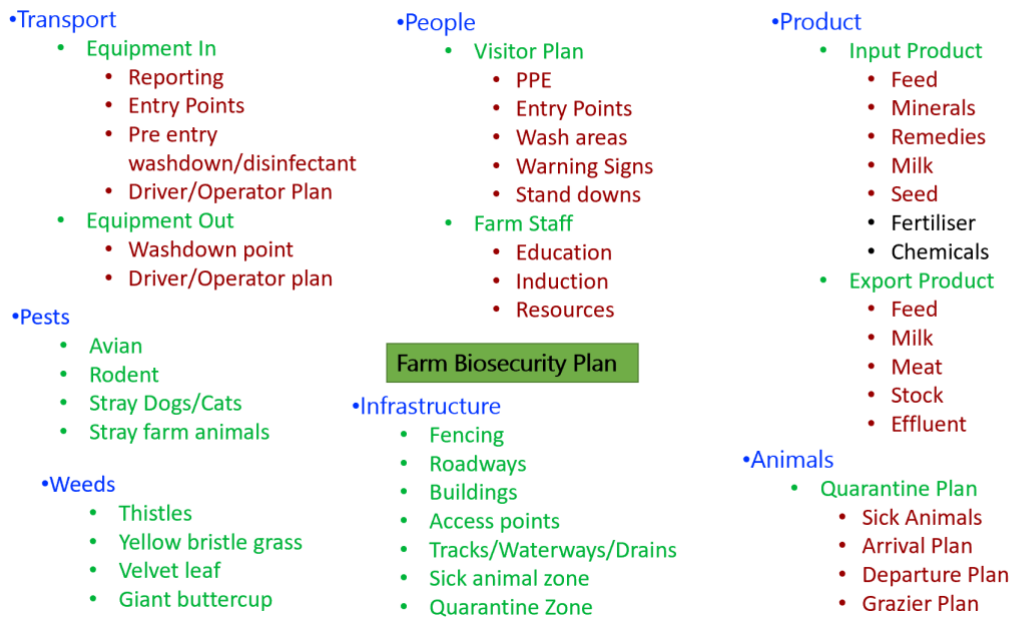 •Transport
• Equipment In
• Reporting
• Entry Points
• Pre entry
washdown/disinfectant
• Driver/Operator Plan
• Equipment Out
• Washdown point
• Driver/Operator plan
•Pests
• Avian
• Rodent
• Stray Dogs/Cats
• Stray farm animals
•Weeds
• Thistles
• Yellow bristle grass
• Velvet leaf
• Giant buttercup
•People
• Visitor Plan
• PPE
• Entry Points
• Wash areas
• Warning Signs
• Stand downs
• Farm Staff
• Education
• Induction
• Resources
Farm Biosecurity Plan
•Infrastructure
• Fencing
• Roadways
• Buildings
• Access points
• Tracks/Waterways/Drains
• Sick animal zone
• Quarantine Zone
•Product
• Input Product
• Feed
• Minerals
• Remedies
• Milk
• Seed
• Fertiliser
• Chemicals
• Export Product
• Feed
• Milk
• Meat
• Stock
• Effluent
•Animals
• Quarantine Plan
• Sick Animals
• Arrival Plan
• Departure Plan
• Grazier Plan